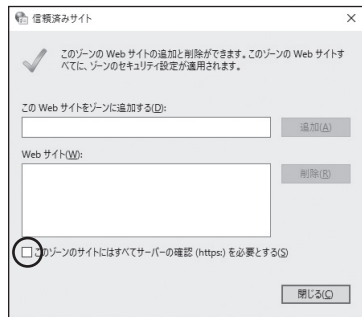 信頼済みサイト
このゾーンの Web サイトの追加と削除ができます。このゾーンの Web サイトす
べてに、ゾーンのセキュリティ設定が適用されます。
この Web サイトをゾーンに追加する(D):
追加(A)
Web サイト(W):
削除(R)
このゾーンのサイトにはすべてサーバーの確認 (https:) を必要とする(S)
閉じる(C)